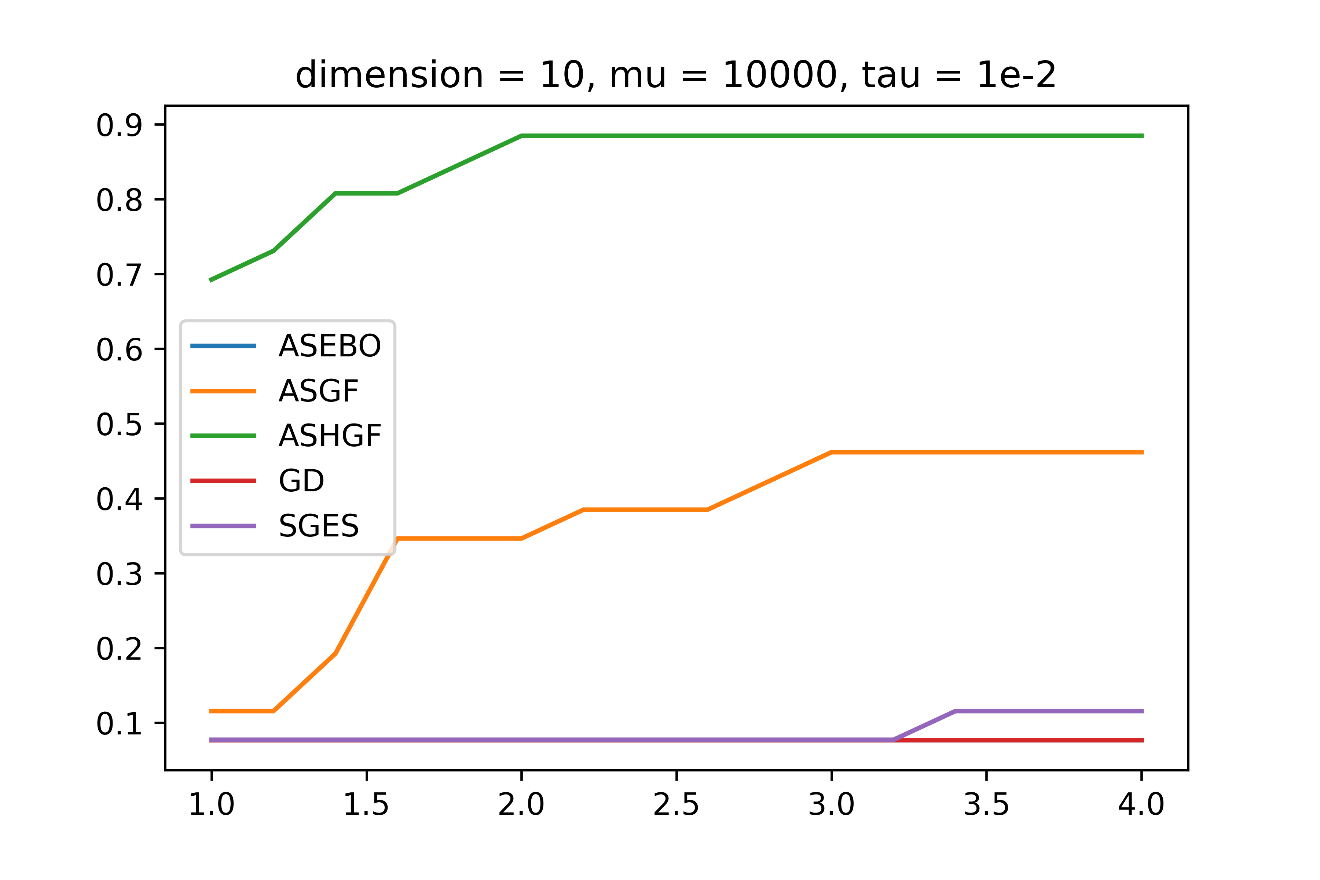 dimension = 10, mu = 10000, tau = 1e-2
0.9
0.8
0.7
0.6
0.5
0.4
0.3
0.2
0.1
ASEBO
ASGF
ASHGF
GD
SGES
1.0 1.5 2.0 2.5 3.0 3.5 4.0